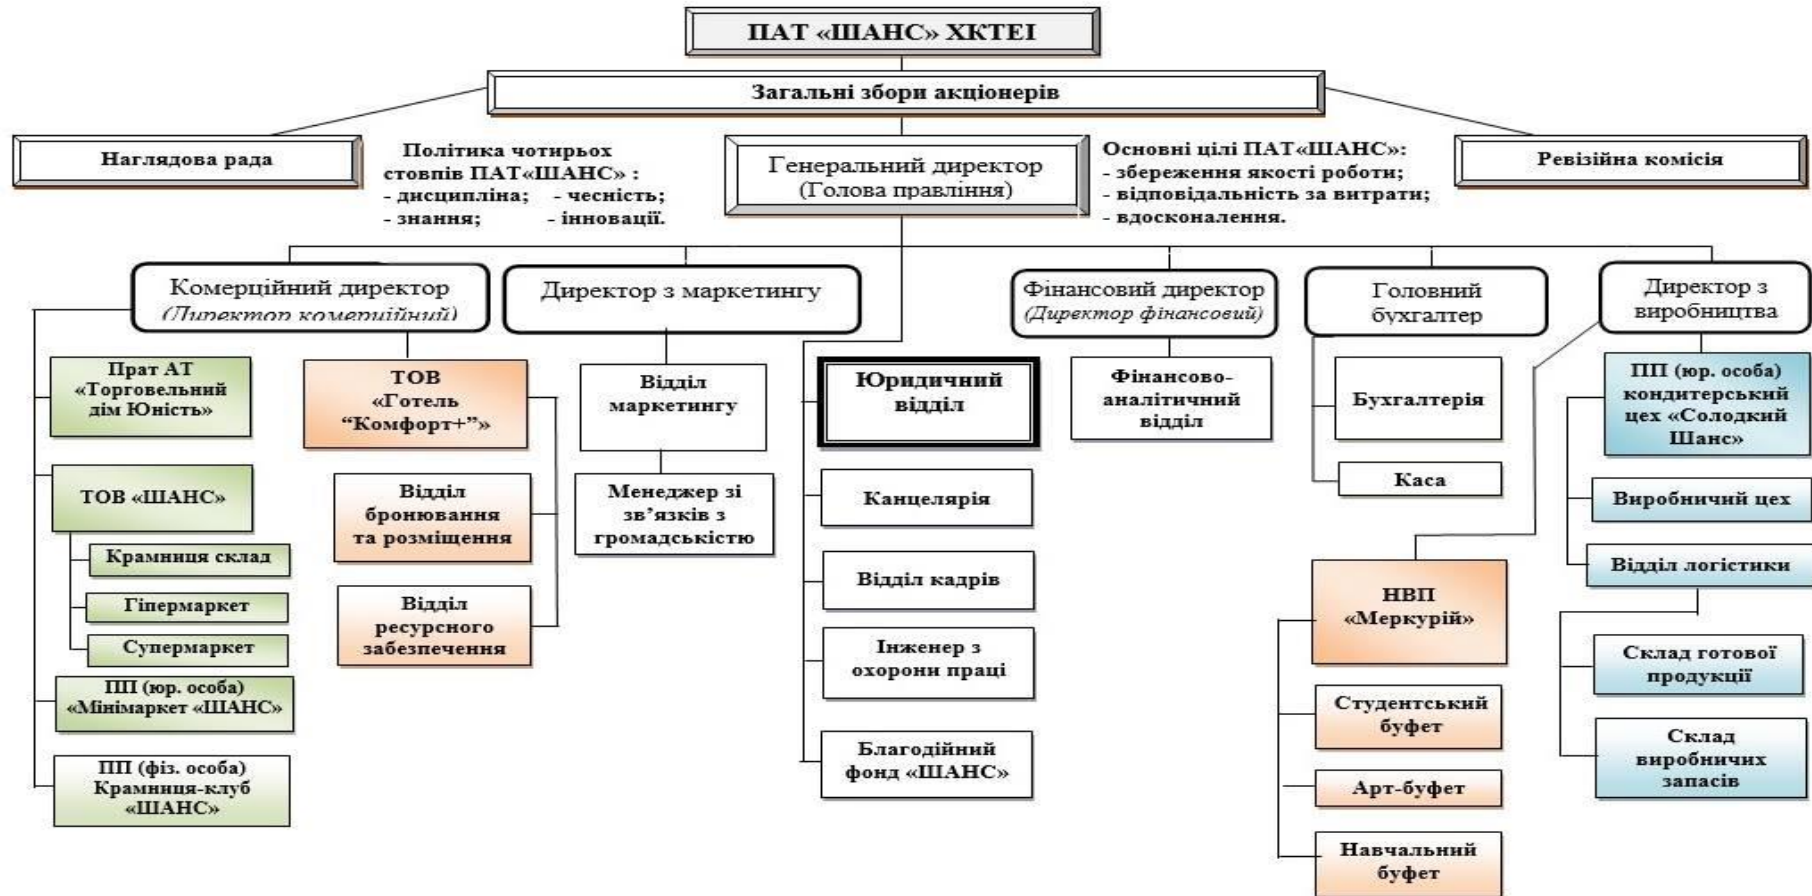 ПАТ «ШАНС» ХКТЕІ
Загальні збори акціонерів
Наглядова рада
Політика чотирьох
стовпів ПАТ«ШАНС» :
- дисципліна; - чесність;
- знання; - інновації.
Генеральний директор
(Голова правління)
Основні цілі ПАТ«ШАНС»:
- збереження якості роботи;
- відповідальність за витрати;
- вдосконалення.
Ревізійна комісія
Комерційний директор
(Директор комерційний)
Директор з маркетингу
Фінансовий директор
(Директор фінансовий)
Головний
бухгалтер
Директор з
виробництва
Прат АТ
«Торговельний
дім Юність»
ТОВ «ШАНС»
Крамниця склад
Гіпермаркет
Супермаркет
ПП (юр. особа)
«Мінімаркет «ШАНС»
ПП (фіз. особа)
Крамниця-клуб
«ШАНС»
ТОВ
«Готель
“Комфорт+”»
Відділ
бронювання
та розміщення
Відділ
ресурсного
забезпечення
Відділ
маркетингу
Менеджер зі
зв’язків з
громадськістю
Юридичний
відділ
Канцелярія
Відділ кадрів
Інженер з
охорони праці
Благодійний
фонд «ШАНС»
Фінансово-
аналітичний
відділ
Бухгалтерія
Каса
НВП
«Меркурій»
Студентський
буфет
Арт-буфет
Навчальний
буфет
ПП (юр. особа)
кондитерський
цех «Солодкий
Шанс»
Виробничий цех
Відділ логістики
Склад готової
продукції
Склад
виробничих
запасів